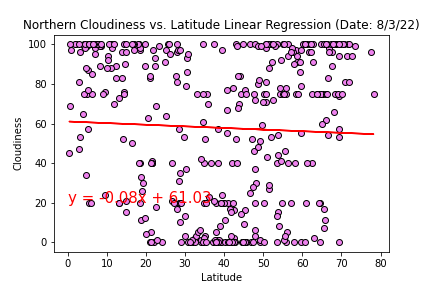 Northern Cloudiness vs. Latitude Linear Regression (Date: 8/3/22)
100
80
60
40
20
0
Cloudiness
y = -0.08x + 61.03
0 10 20 30 40 50 60 70 80
Latitude